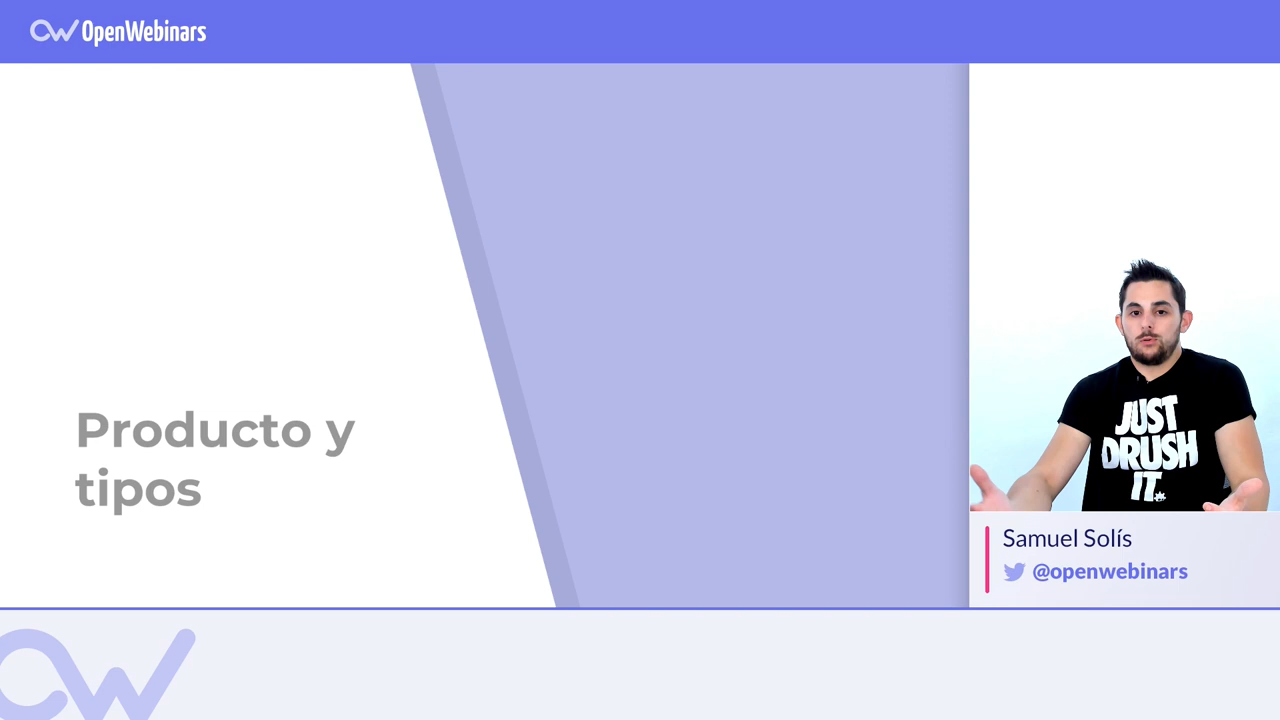 OpenWebinars
Producto y
tipos
JUST
DRUSH
IT.
Samuel Solís
@openwebinars